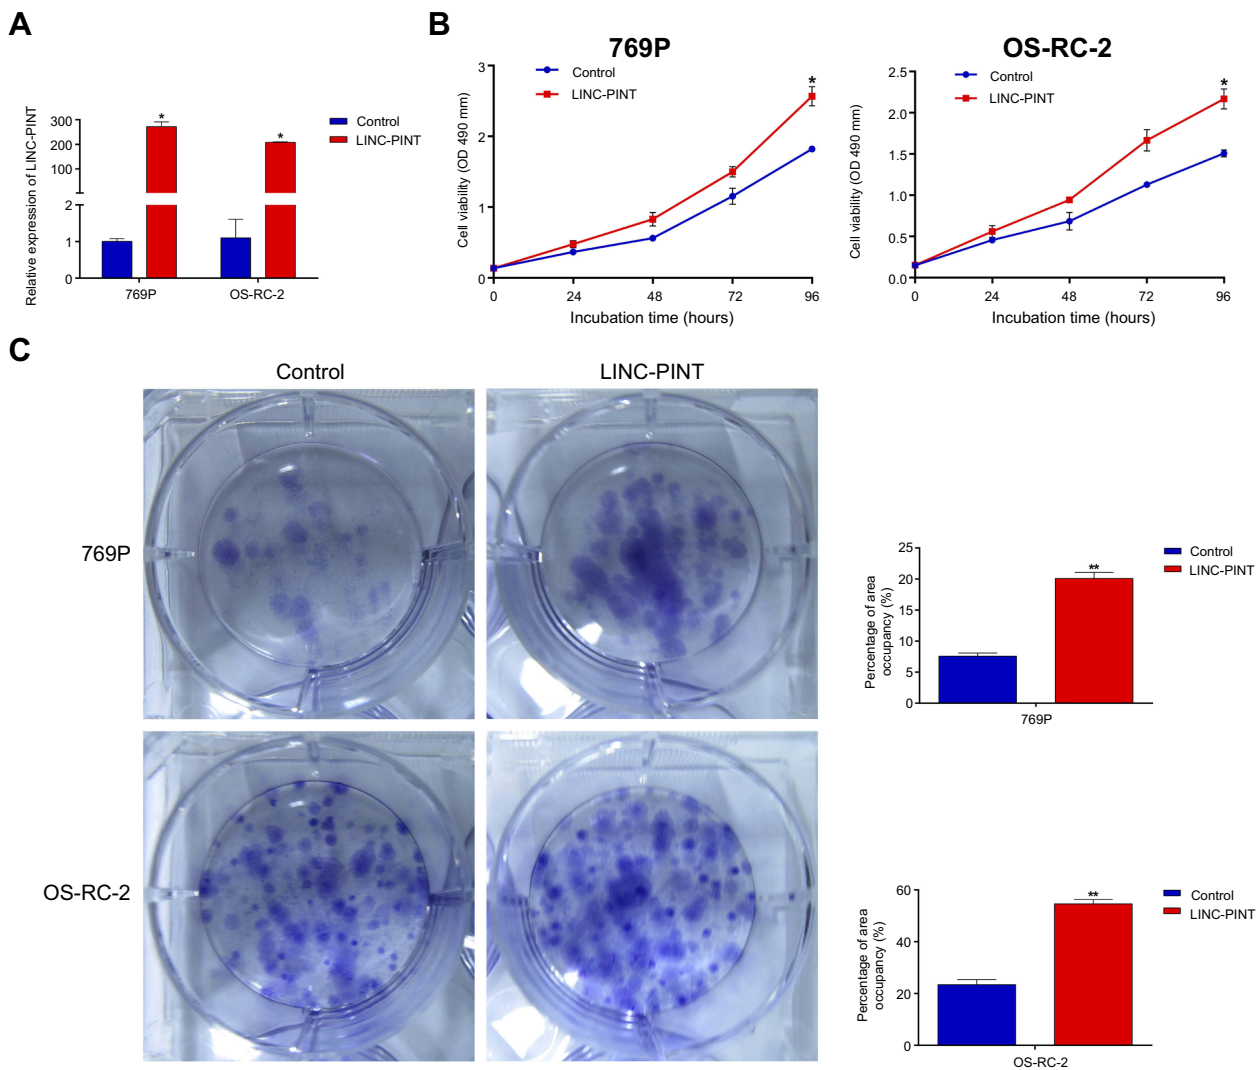 A
Relative expression of LINC-PINT
300
200
100
2
1
0
*
*
769P
OS-RC-2
Control
LINC-PINT
B
769P
Control
LINC-PINT
Cell viability (OD 490 mm)
3
2
1
0
*
0 24 48 72 96
Incubation time (hours)
OS-RC-2
Control
LINC-PINT
Cell viability (OD 490 mm)
2.5
2.0
1.5
1.0
0.5
0.0
*
0 24 48 72 96
Incubation time (hours)
C
Control
LINC-PINT
769P
OS-RC-2
Percentage of area
occupancy (%)
25
20
15
10
5
0
**
769P
Control
LINC-PINT
Percentage of area
occupancy (%)
60
40
20
0
**
OS-RC-2
Control
LINC-PINT